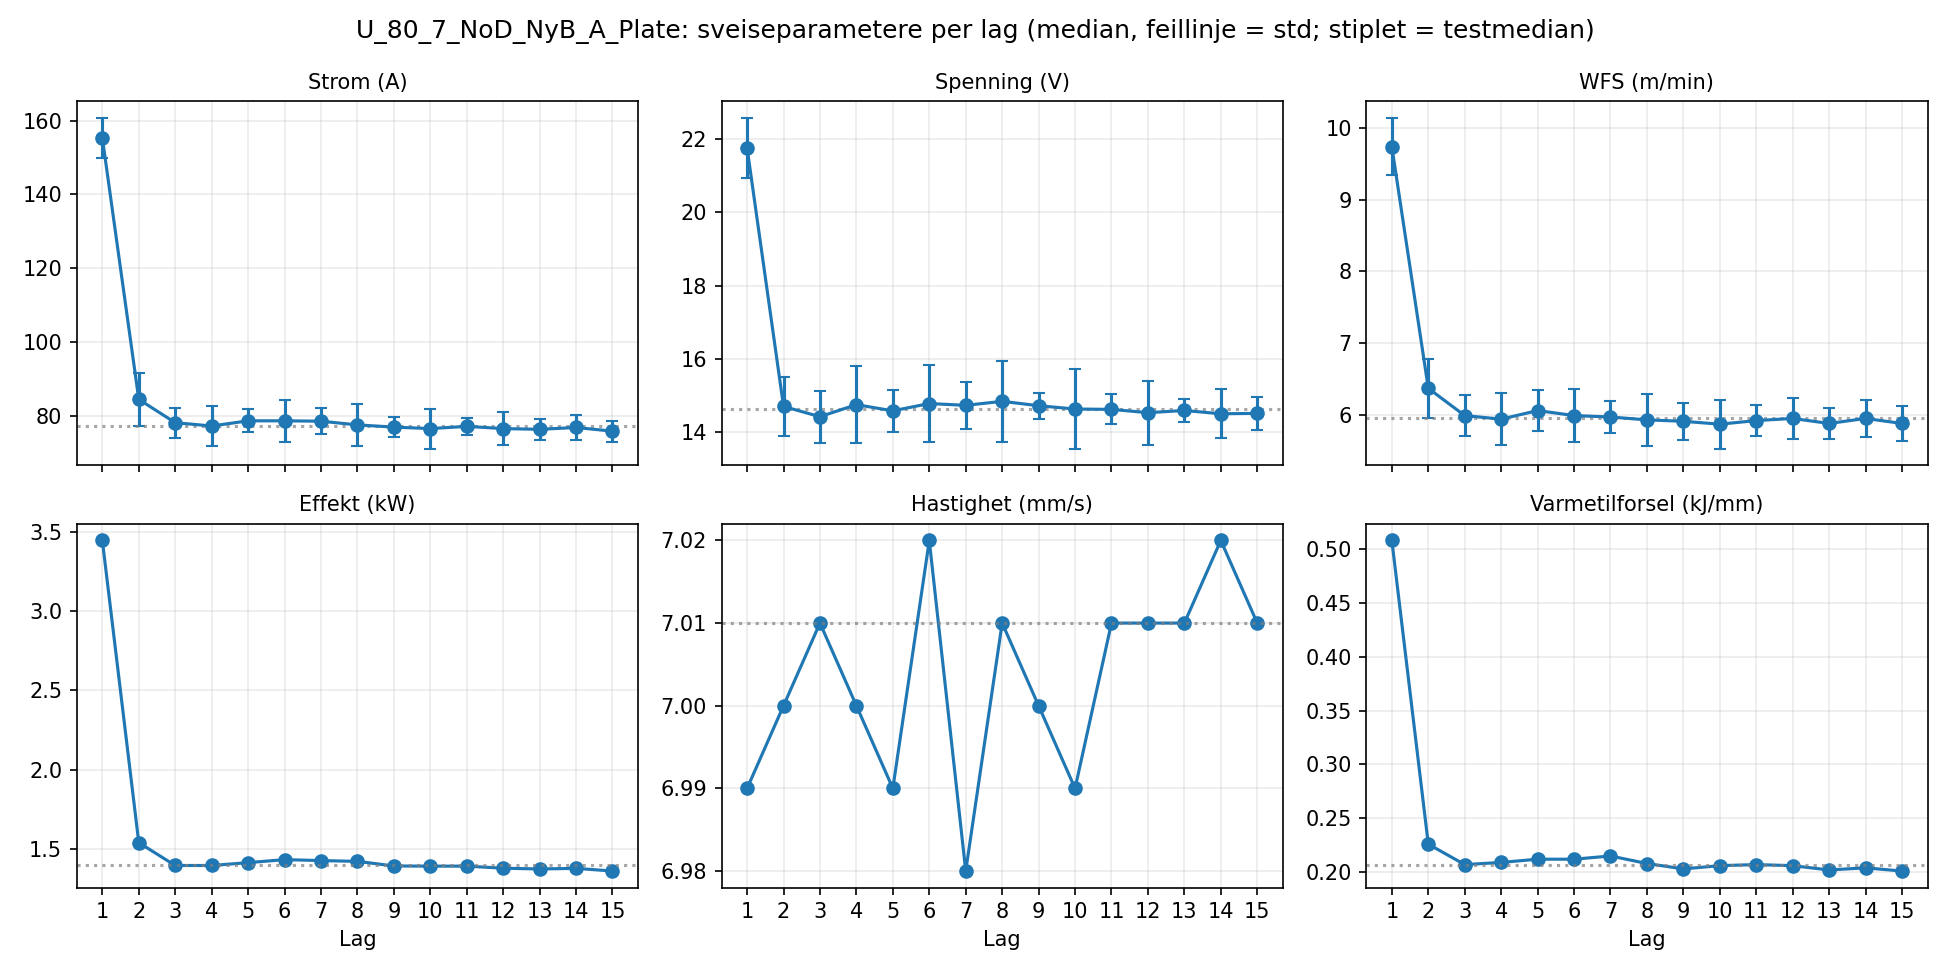 U_80_7_NoD_NyB_A_Plate: sveiseparametere per lag (median, feillinje = std; stiplet = testmedian)
Strom (A)
160
140
120
100
80
Spenning (V)
22
20
18
16
14
WFS (m/min)
10
9
8
7
6
Effekt (kW)
3.5
3.0
2.5
2.0
1.5
1 2 3 4 5 6 7 8 9 10 11 12 13 14 15
Lag
Hastighet (mm/s)
7.02
7.01
7.00
6.99
6.98
1 2 3 4 5 6 7 8 9 10 11 12 13 14 15
Lag
Varmetilforsel (kJ/mm)
0.50
0.45
0.40
0.35
0.30
0.25
0.20
1 2 3 4 5 6 7 8 9 10 11 12 13 14 15
Lag